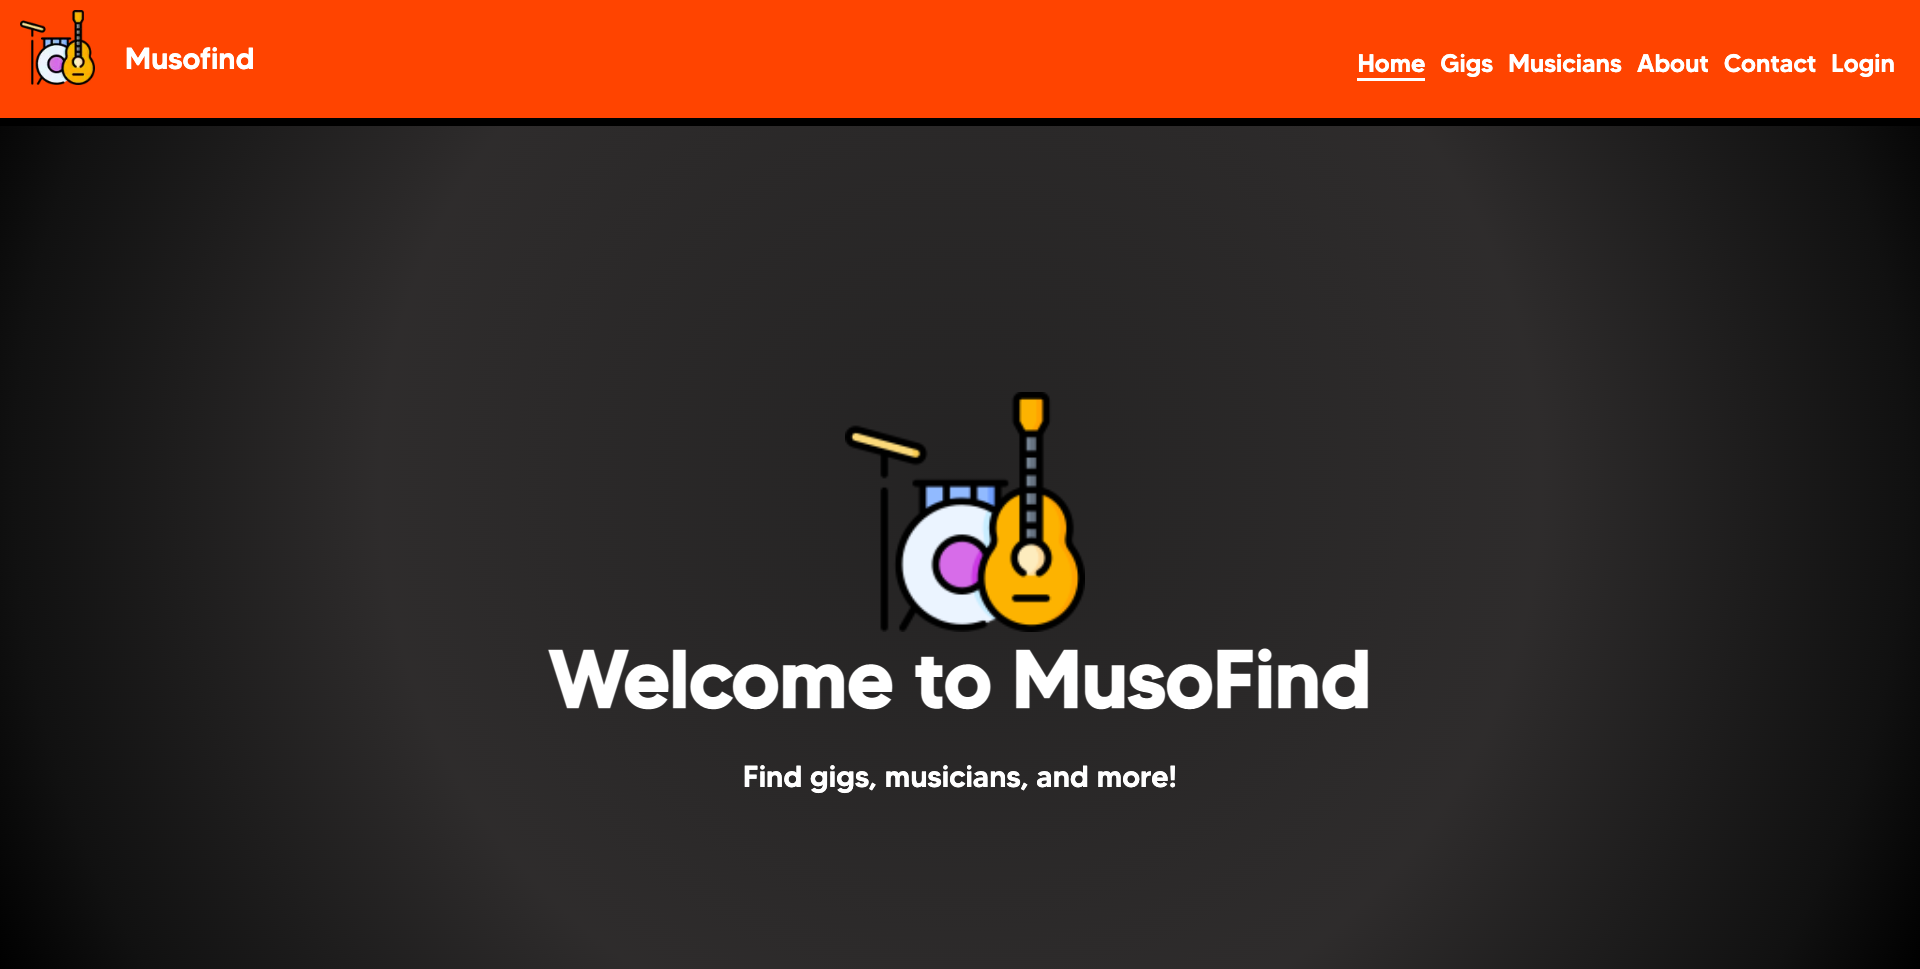 Musofind
Home Gigs Musicians About Contact Login
Welcome to MusoFind
Find gigs, musicians, and more!